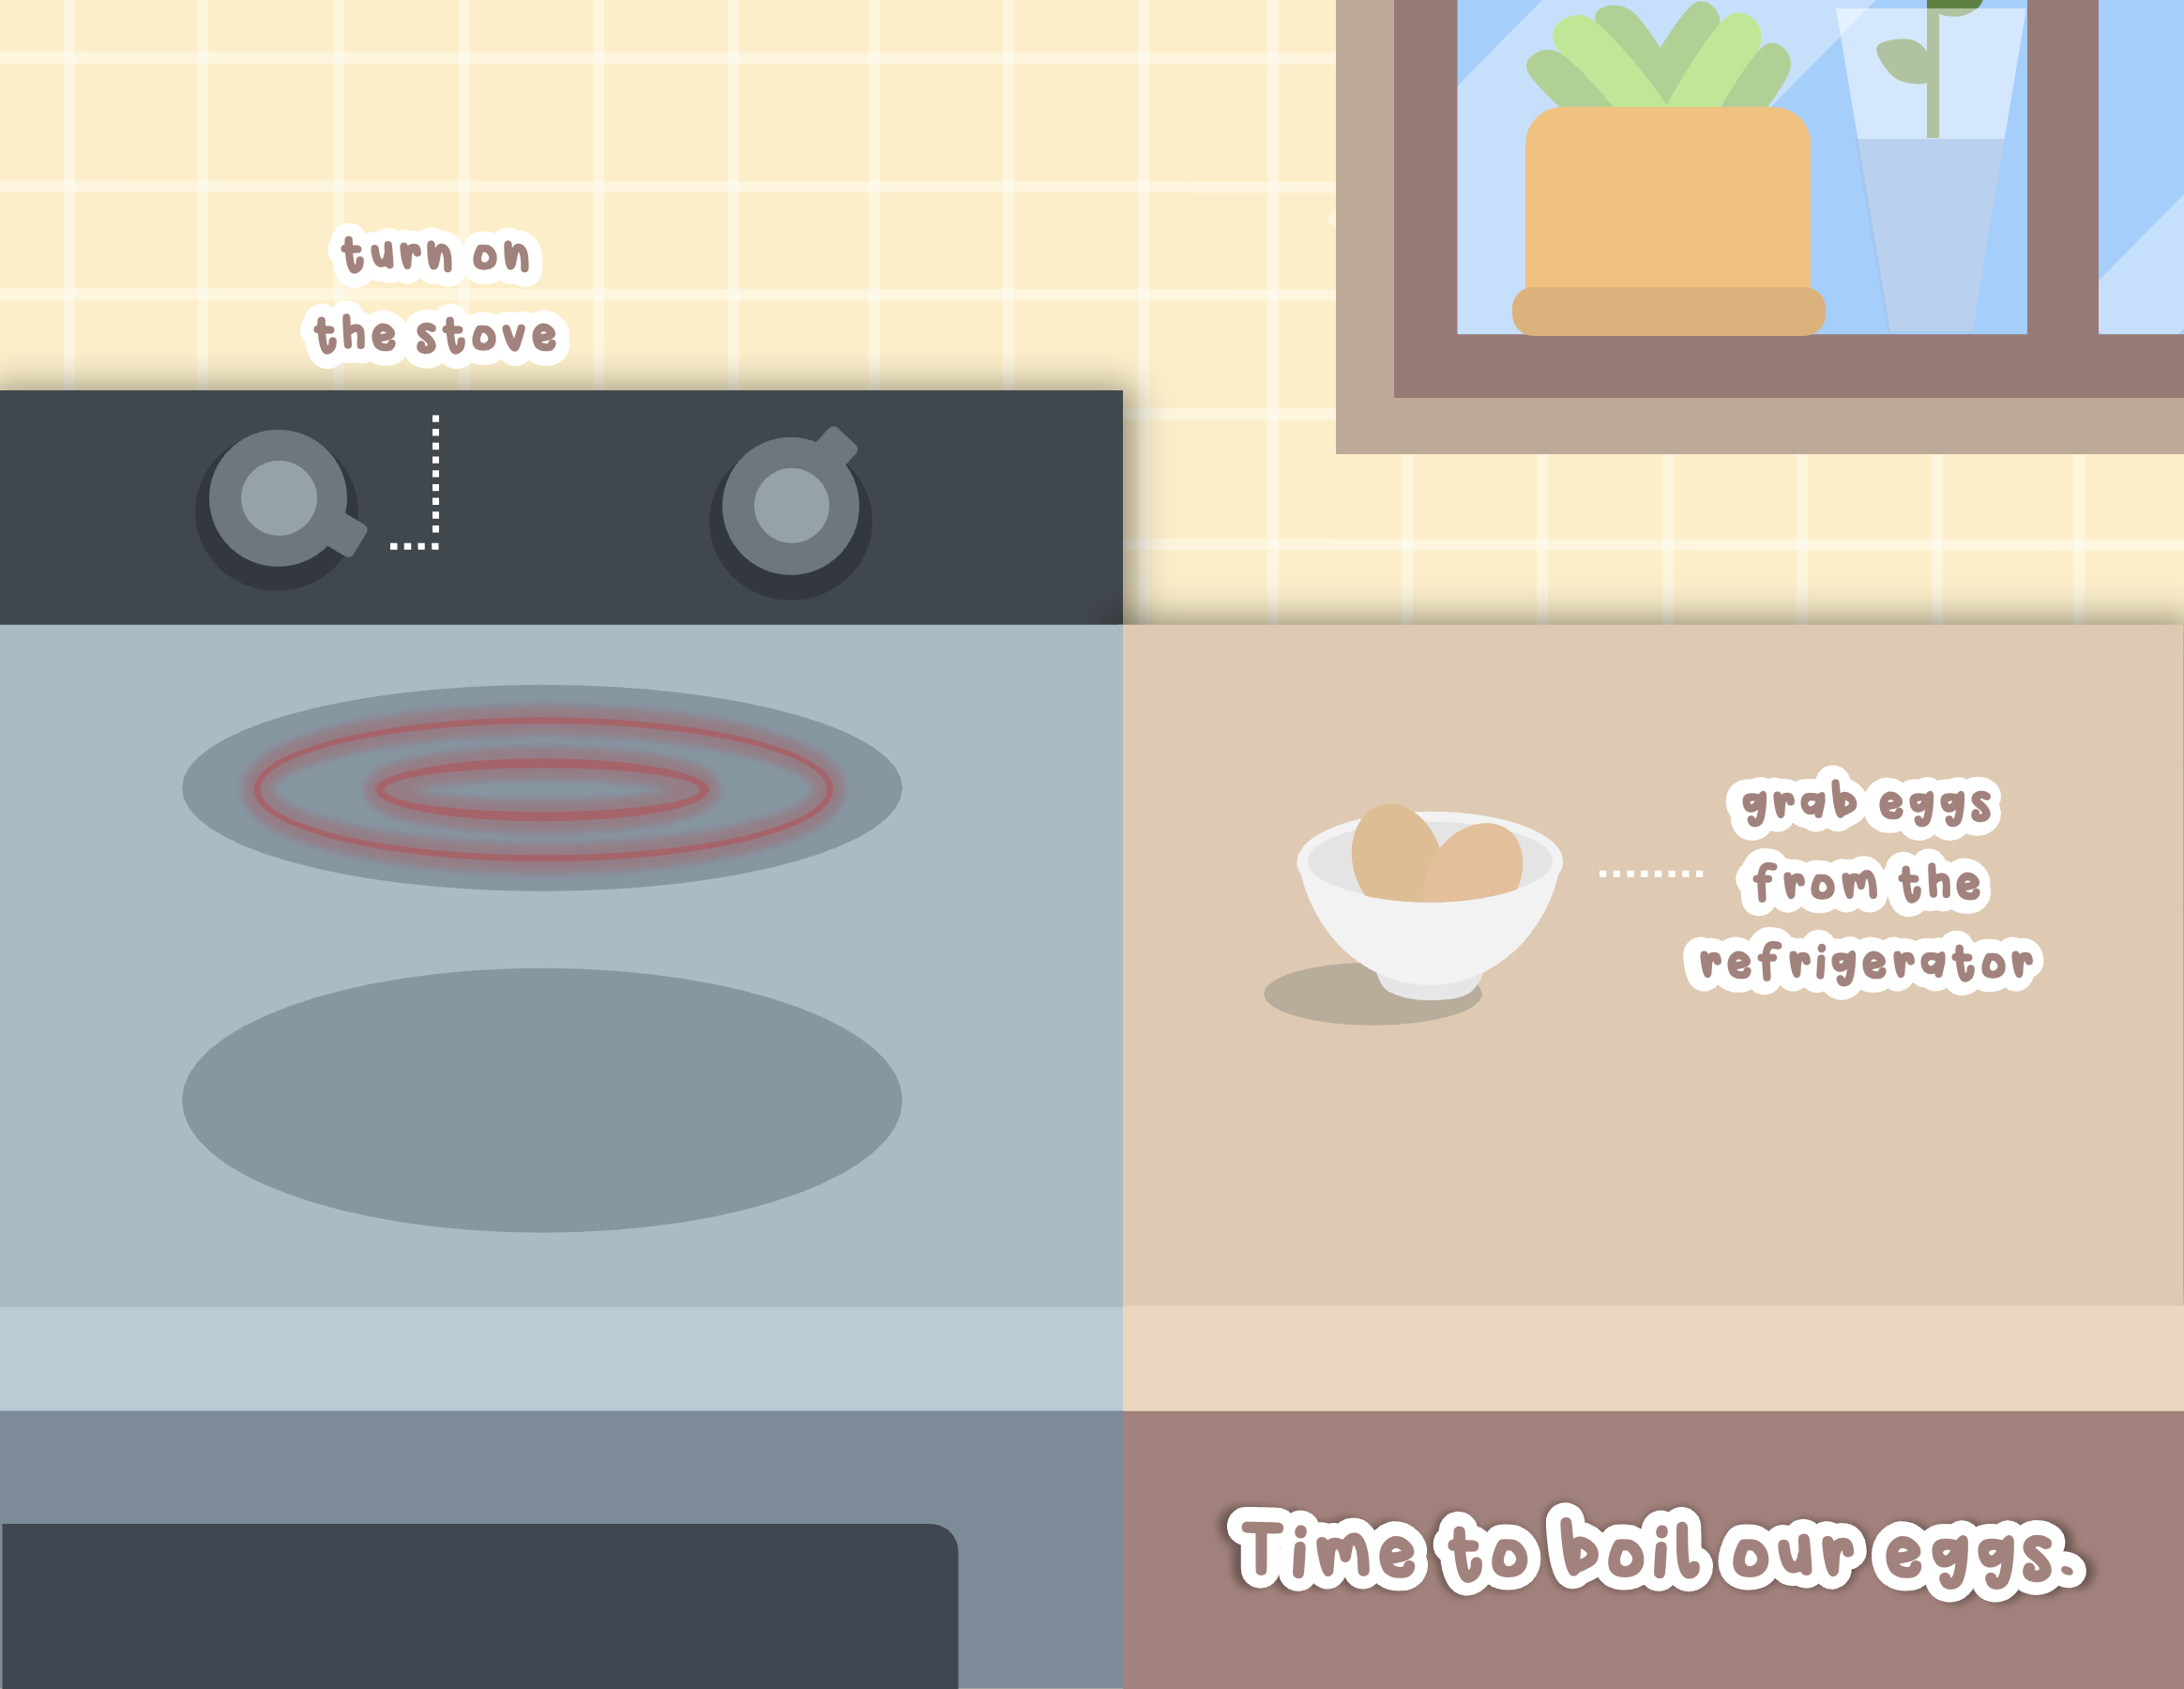 turn on
the stove
grab eggs
from the
refrigerator
Time to boil our eggs.